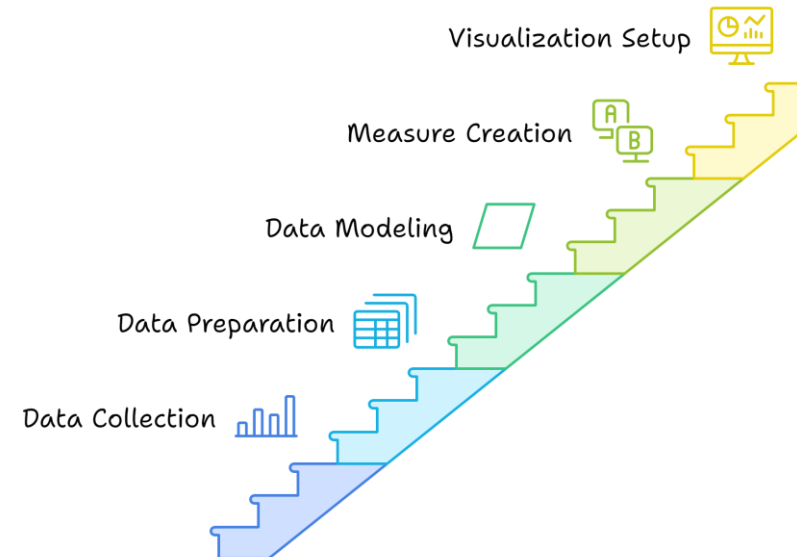 Visualization Setup
Measure Creation
A
B
Data Modeling
Data Preparation
Data Collection